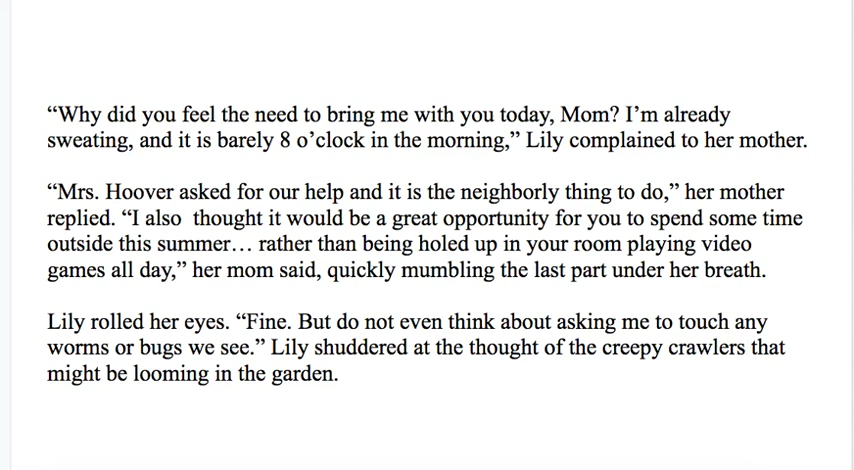 “Why did you feel the need to bring me with you today, Mom? I’m already
sweating, and it is barely 8 o’clock in the morning,” Lily complained to her mother.
“Mrs. Hoover asked for our help and it is the neighborly thing to do,” her mother
replied. “I also  thought it would be a great opportunity for you to spend some time
outside this summer… rather than being holed up in your room playing video
games all day,” her mom said, quickly mumbling the last part under her breath.
Lily rolled her eyes. “Fine. But do not even think about asking me to touch any
worms or bugs we see.” Lily shuddered at the thought of the creepy crawlers that
might be looming in the garden.